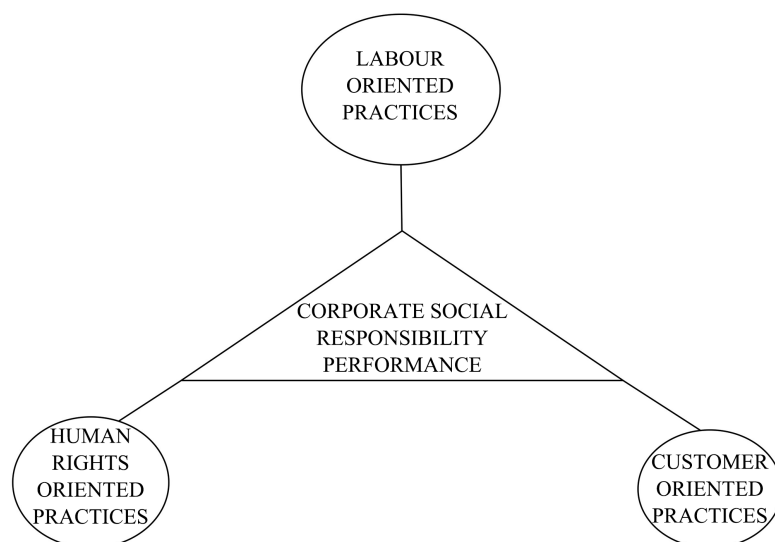 LABOUR
ORIENTED
PRACTICES
CORPORATE SOCIAL
RESPONSIBILITY
PERFORMANCE
HUMAN
RIGHTS
ORIENTED
PRACTICES
CUSTOMER
ORIENTED
PRACTICES